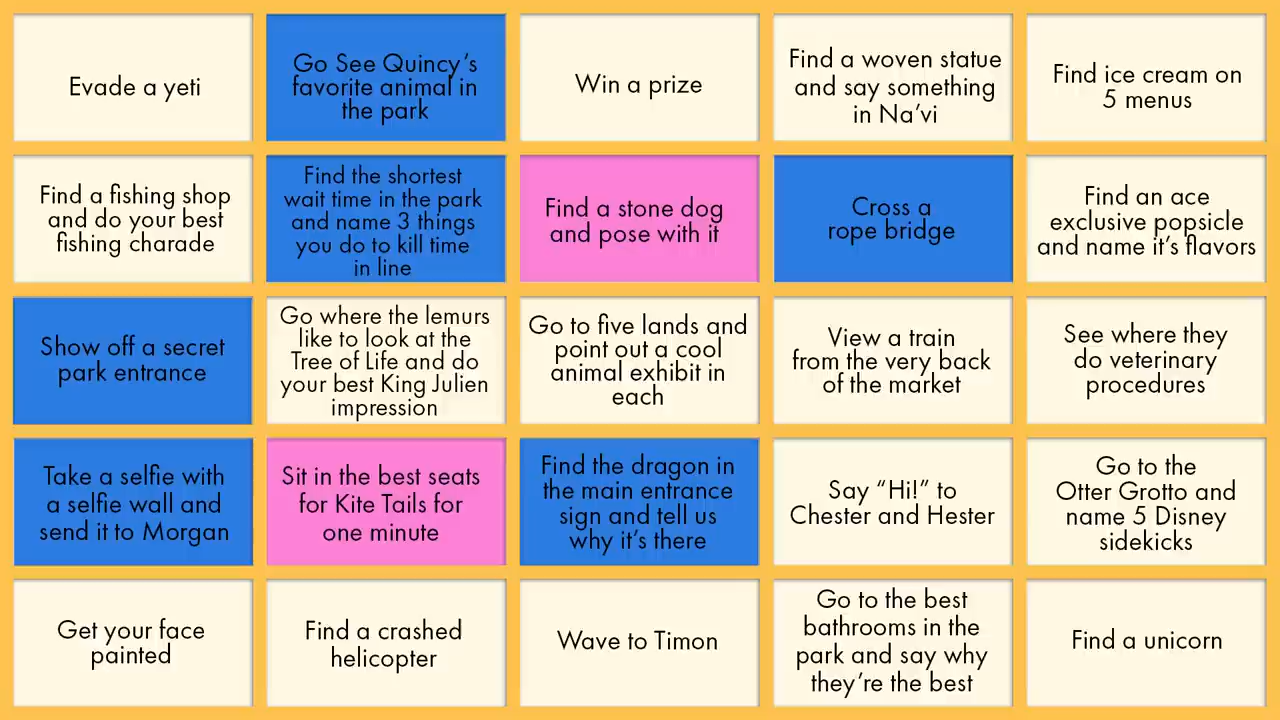 Evade a yeti
Go See Quincy's
favorite animal in
the park
Win a prize
Find a woven statue
and say something
in Na'vi
Find ice cream on
5 menus
Find a fishing shop
and do your best
fishing charade
Find the shortest
wait time in the park
and name 3 things
you do to kill time
in line
Find a stone dog
and pose with it
Cross a
rope bridge
Find an ace
exclusive popsicle
and name it's flavors
Show off a secret
park entrance
Go where the lemurs
like to look at the
Tree of Life and do
your best King Julien
impression
Go to five lands and
point out a cool
animal exhibit in
each
View a train
from the very back
of the market
See where they
do veterinary
procedures
Take a selfie with
a selfie wall and
send it to Morgan
Sit in the best seats
for Kite Tails for
one minute
Find the dragon in
the main entrance
sign and tell us
why it's there
Say “Hi!” to
Chester and Hester
Go to the
Otter Grotto and
name 5 Disney
sidekicks
Get your face
painted
Find a crashed
helicopter
Wave to Timon
Go to the best
bathrooms in the
park and say why
they're the best
Find a unicorn